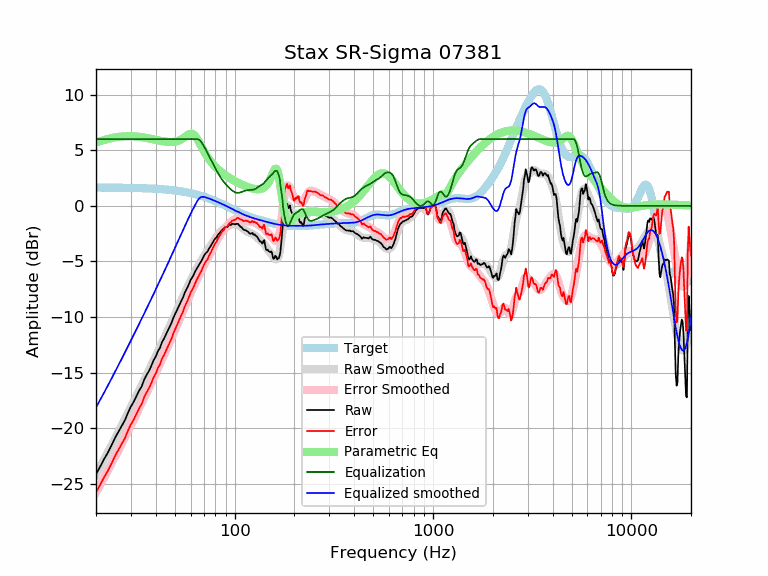 Stax SR-Sigma 07381
10
5
0
−5
−10
−15
−20
−25
Amplitude (dBr)
Target
Raw Smoothed
Error Smoothed
Raw
Error
Parametric Eq
Equalization
Equalized smoothed
100 1000 10000
Frequency (Hz)